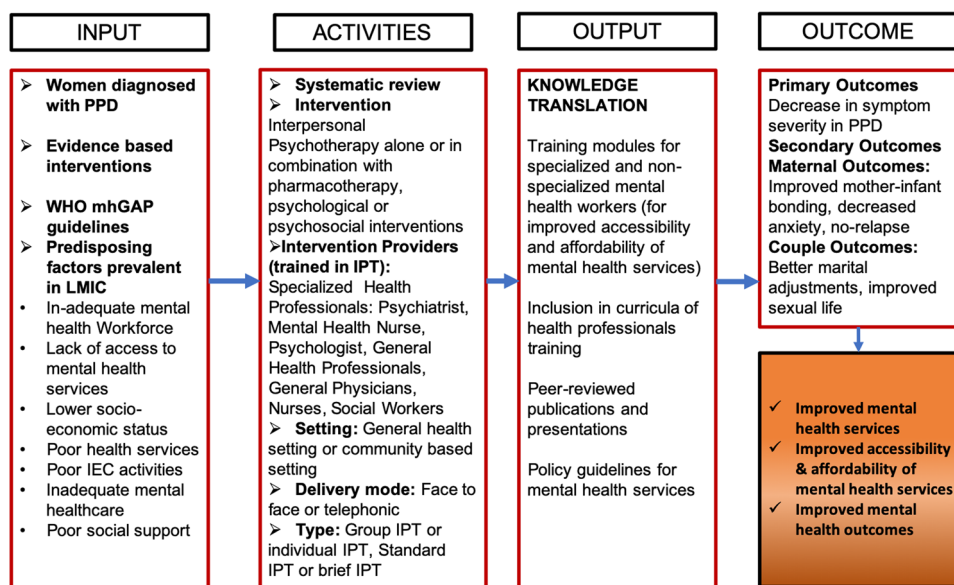 INPUT
➢ Women diagnosed
with PPD
➢ Evidence based
interventions
➢ WHO mhGAP
guidelines
➢ Predisposing
factors prevalent
in LMIC
• In-adequate mental
health Workforce
• Lack of access to
mental health
services
• Lower socio-
economic status
• Poor health services
• Poor IEC activities
• Inadequate mental
healthcare
• Poor social support
ACTIVITIES
➢ Systematic review
➢ Intervention
Interpersonal
Psychotherapy alone or in
combination with
pharmacotherapy,
psychological or
psychosocial interventions
➢Intervention Providers
(trained in IPT):
Specialized Health
Professionals: Psychiatrist,
Mental Health Nurse,
Psychologist, General
Health Professionals,
General Physicians,
Nurses, Social Workers
➢ Setting: General health
setting or community based
setting
➢ Delivery mode: Face to
face or telephonic
➢ Type: Group IPT or
individual IPT, Standard
IPT or brief IPT
OUTPUT
KNOWLEDGE
TRANSLATION
Training modules for
specialized and non-
specialized mental
health workers (for
improved accessibility
and affordability of
mental health services)
Inclusion in curricula of
health professionals
training
Peer-reviewed
publications and
presentations
Policy guidelines for
mental health services
OUTCOME
Primary Outcomes
Decrease in symptom
severity in PPD
Secondary Outcomes
Maternal Outcomes:
Improved mother-infant
bonding, decreased
anxiety, no-relapse
Couple Outcomes:
Better marital
adjustments, improved
sexual life
✓ Improved mental
health services
✓ Improved accessibility
& affordability of
mental health services
✓ Improved mental
health outcomes